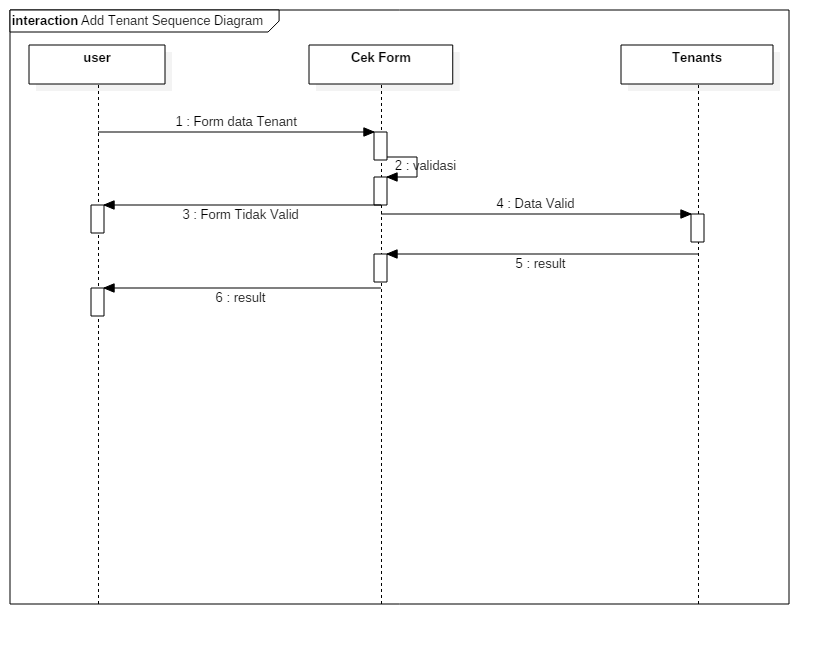 interaction Add Tenant Sequence Diagram
user
Cek Form
Tenants
1 : Form data Tenant
2 : validasi
3 : Form Tidak Valid
4 : Data Valid
5 : result
6 : result